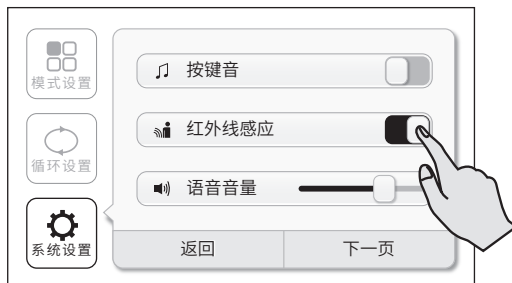 模式设置
循环设置
系统设置
按键音
红外线感应
语音音量
返回
下一页